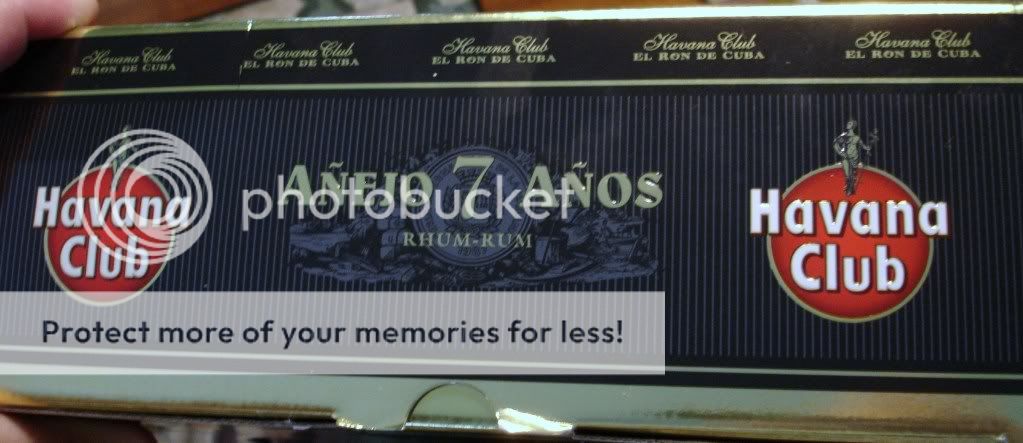 Havana Club
EL RON DE CUBA
Havana Club
EL RON DE CUBA
Havana Club
EL RON DE CUBA
Havana Club
EL RON DE CUBA
Havana Club
EL RON DE CUBA
Havana
Club
photobucket
AÑEJO 7 AÑOS
RHUM-RUM
Havana
Club
Protect more of your memories for less!